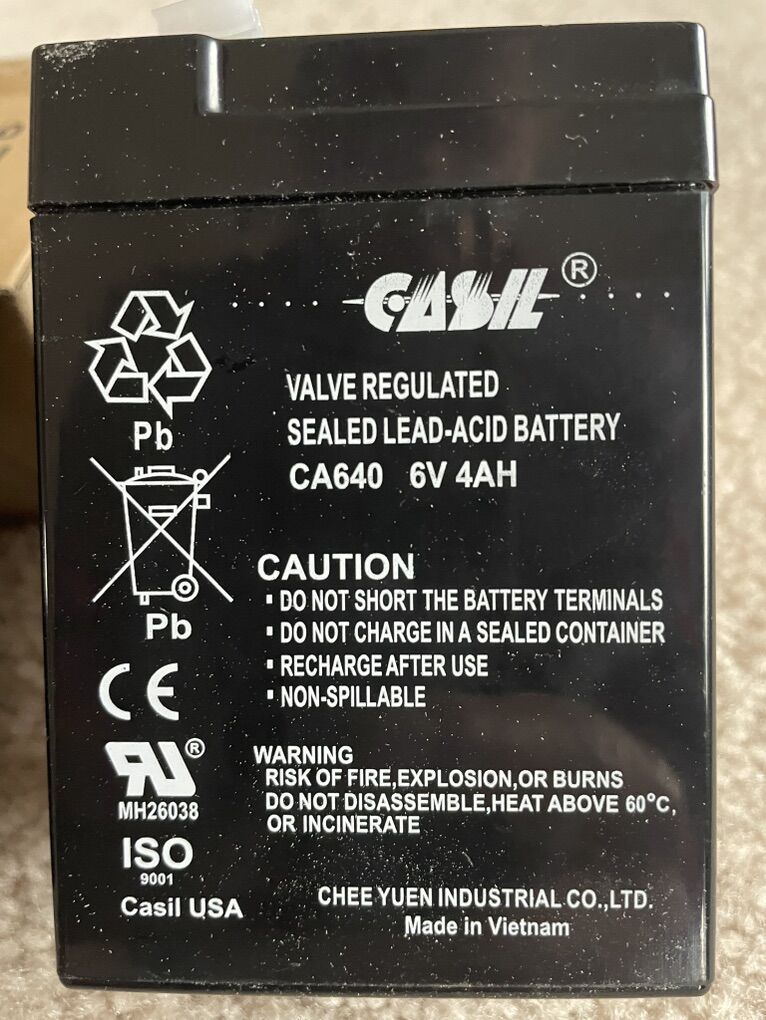 CASIL ®
VALVE REGULATED
SEALED LEAD-ACID BATTERY
CA640 6V 4AH
Pb
Pb
CAUTION
▪ DO NOT SHORT THE BATTERY TERMINALS
▪ DO NOT CHARGE IN A SEALED CONTAINER
▪ RECHARGE AFTER USE
▪ NON-SPILLABLE
CE
RU ®
MH26038
ISO
9001
Casil USA
WARNING
RISK OF FIRE,EXPLOSION,OR BURNS
DO NOT DISASSEMBLE,HEAT ABOVE 60°C,
OR INCINERATE
CHEE YUEN INDUSTRIAL CO.,LTD.
Made in Vietnam